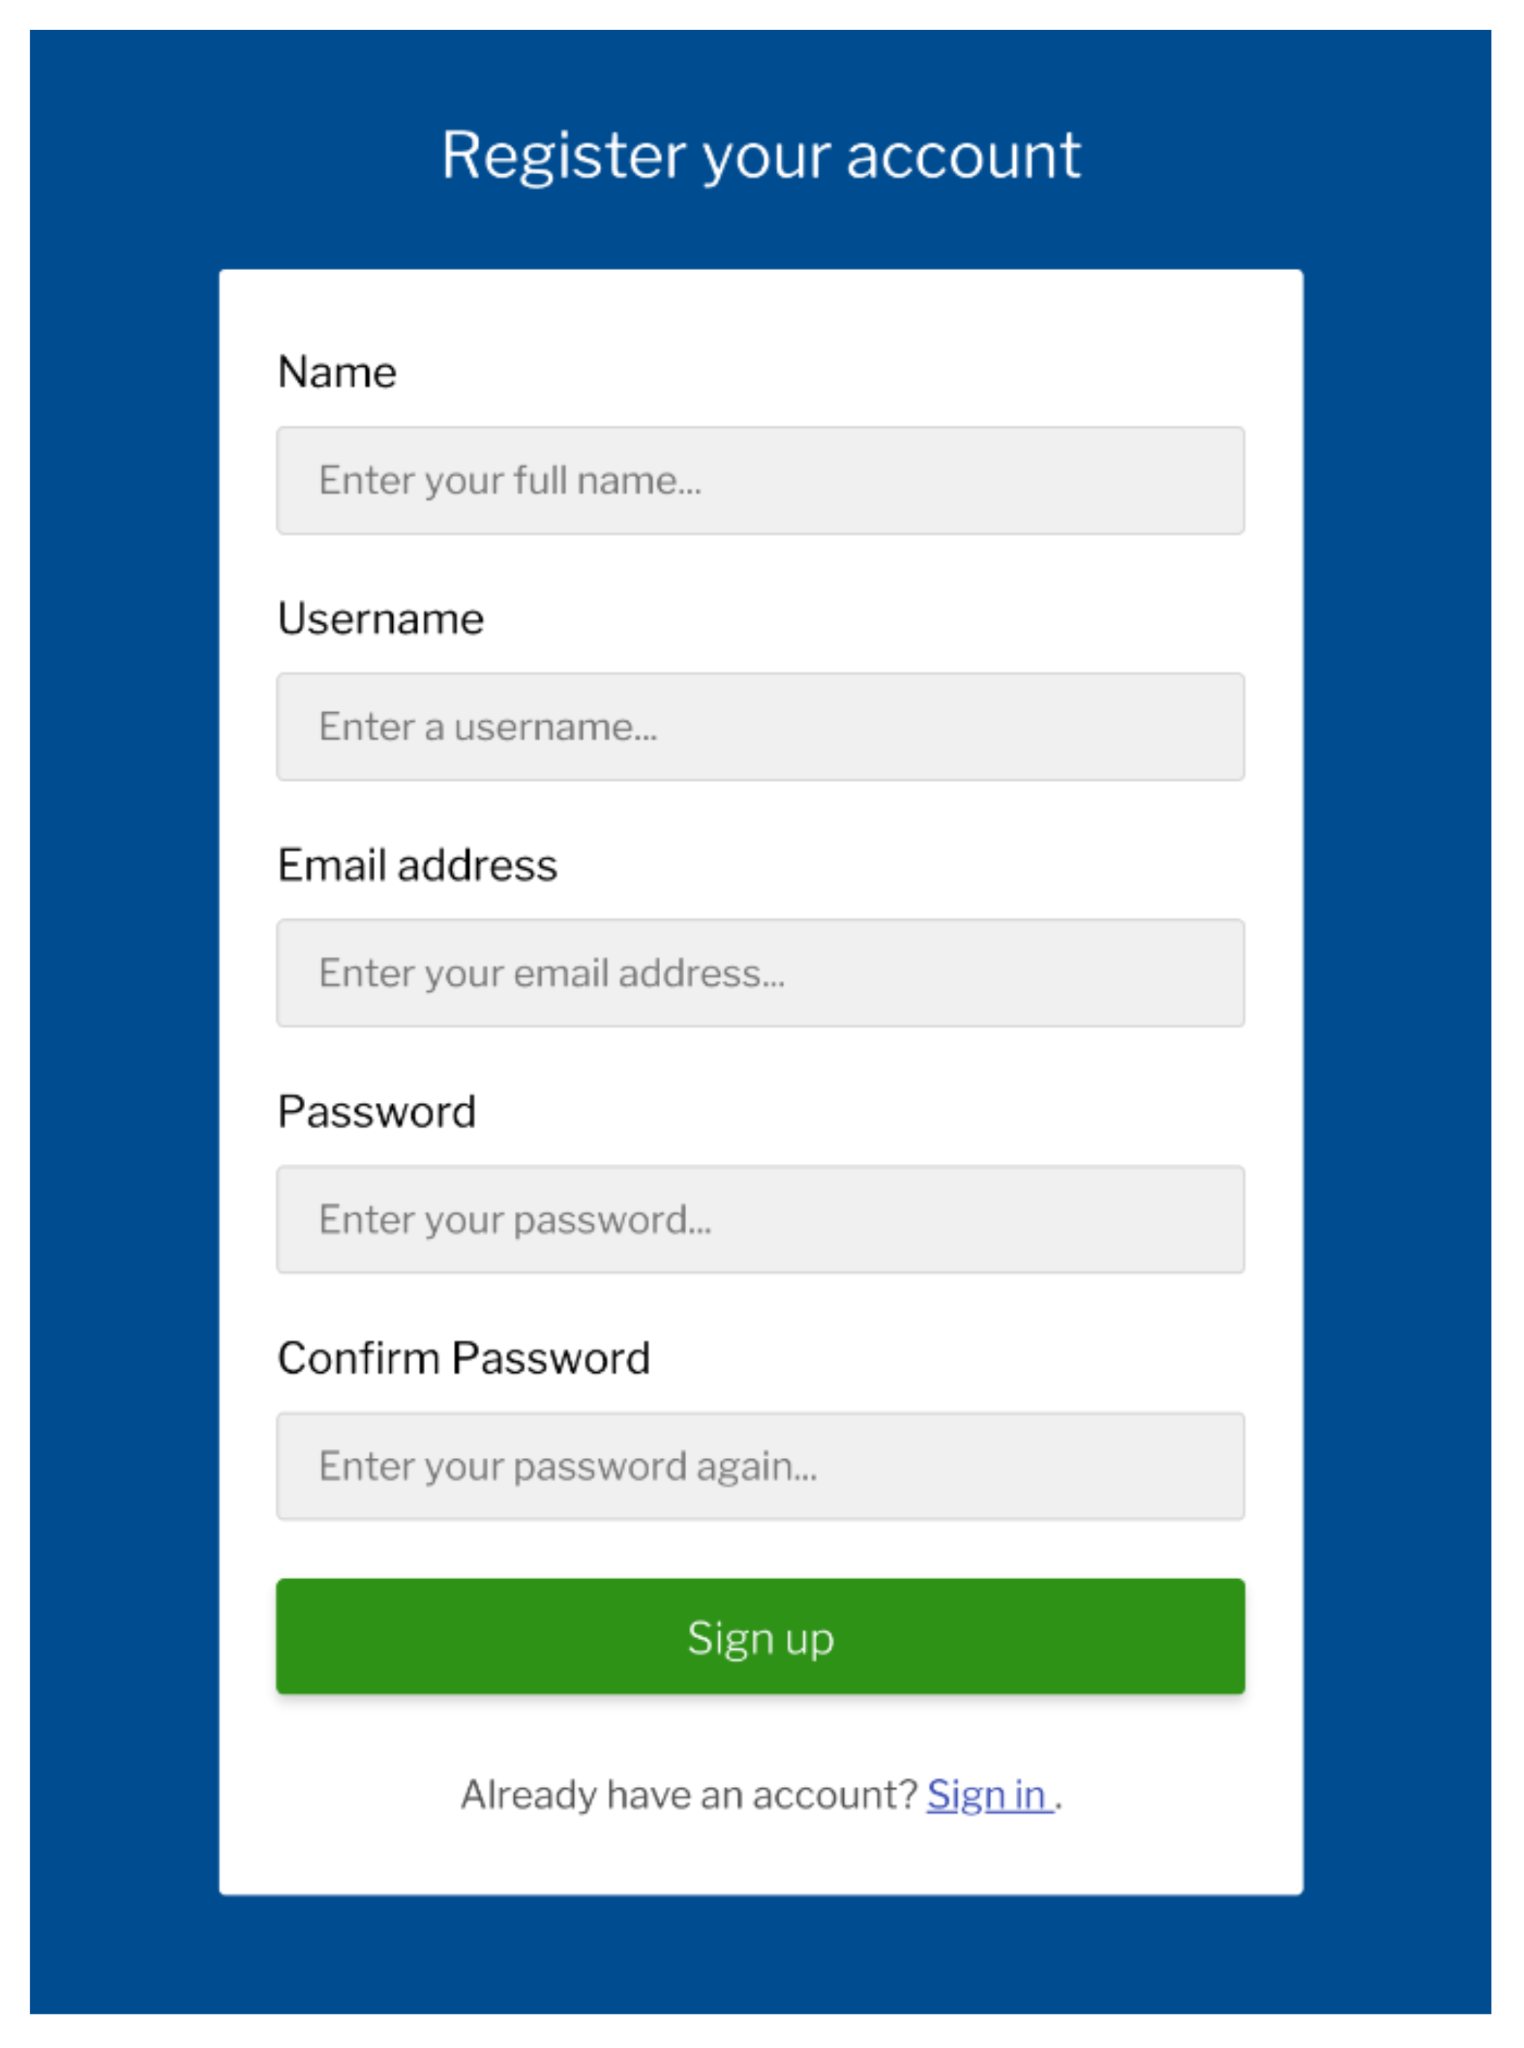 Register your account
Name
Enter your full name...
Username
Enter a username...
Email address
Enter your email address...
Password
Enter your password...
Confirm Password
Enter your password again...
Sign up
Already have an account? Sign in .